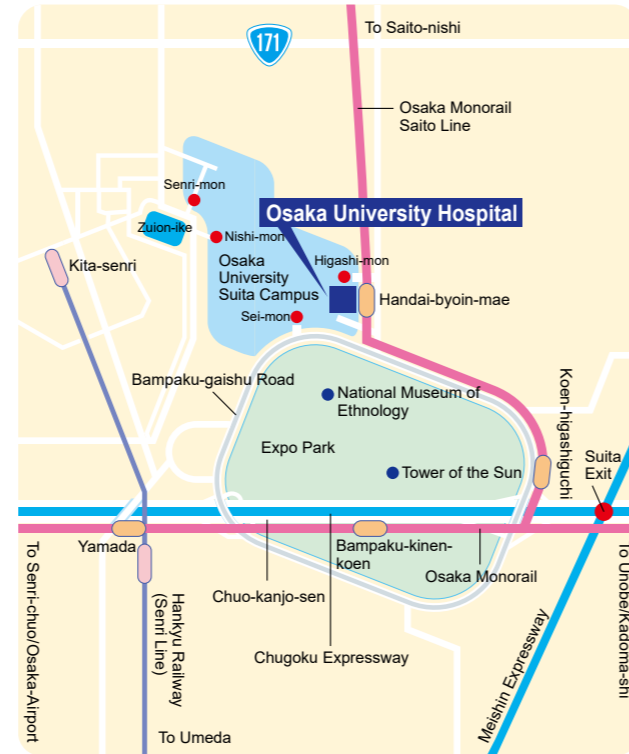 To Saito-nishi
171
Osaka Monorail
Saito Line
Senri-mon
Osaka University Hospital
Zuion-ike
Nishi-mon
Osaka
University
Suita Campus
Higashi-mon
Kita-senri
Handai-byoin-mae
Sei-mon
Bampaku-gaishu Road
National Museum of
Ethnology
Koen-higashiguchi
Expo Park
Suita
Exit
Tower of the Sun
Yamada
Bampaku-kinen-
koen
Osaka Monorail
To Senri-chuo/Osaka-Airport
Hankyu Railway
(Senri Line)
Chuo-kanjo-sen
Chugoku Expressway
Meishin Expressway
To Unobe/Kadoma-shi
To Umeda